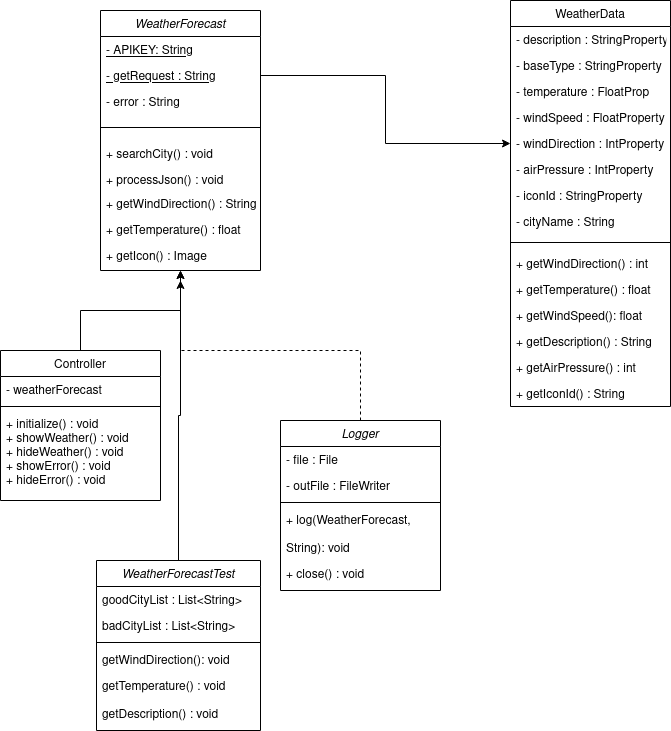 WeatherForecast
- APIKEY: String
- getRequest : String
- error : String
+ searchCity() : void
+ processJson() : void
+ getWindDirection() : String
+ getTemperature() : float
+ getIcon() : Image
WeatherData
- description : StringProperty
- baseType : StringProperty
- temperature : FloatProp
- windSpeed : FloatProperty
- windDirection : IntProperty
- airPressure : IntProperty
- iconId : StringProperty
- cityName : String
+ getWindDirection() : int
+ getTemperature() : float
+ getWindSpeed(): float
+ getDescription() : String
+ getAirPressure() : int
+ getIconId() : String
Controller
- weatherForecast
+ initialize() : void
+ showWeather() : void
+ hideWeather() : void
+ showError() : void
+ hideError() : void
Logger
- file : File
- outFile : FileWriter
+ log(WeatherForecast,
String): void
+ close() : void
WeatherForecastTest
goodCityList : List<String>
badCityList : List<String>
getWindDirection(): void
getTemperature() : void
getDescription() : void